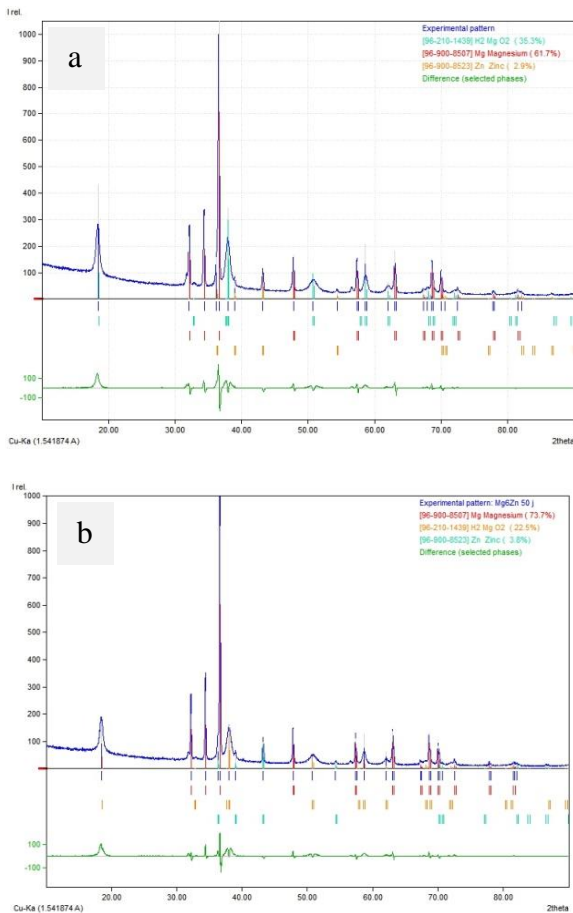 I rel.
a
Experimental pattern
[96-210-1439] H2 Mg O2 ( 35.3%)
[96-900-8507] Mg Magnesium ( 61.7%)
[96-900-8523] Zn Zinc ( 2.9%)
Difference (selected phases)
1000
900
800
700
600
500
400
300
200
100
100
-100
20.00 30.00 40.00 50.00 60.00 70.00 80.00
Cu-Ka (1.541874 A) 2theta
I rel.
b
Experimental pattern: Mg6Zn 50 j
[96-900-8507] Mg Magnesium ( 73.7%)
[96-210-1439] H2 Mg O2 ( 22.5%)
[96-900-8523] Zn Zinc ( 3.8%)
Difference (selected phases)
1000
900
800
700
600
500
400
300
200
100
100
-100
20.00 30.00 40.00 50.00 60.00 70.00 80.00
Cu-Ka (1.541874 A) 2theta